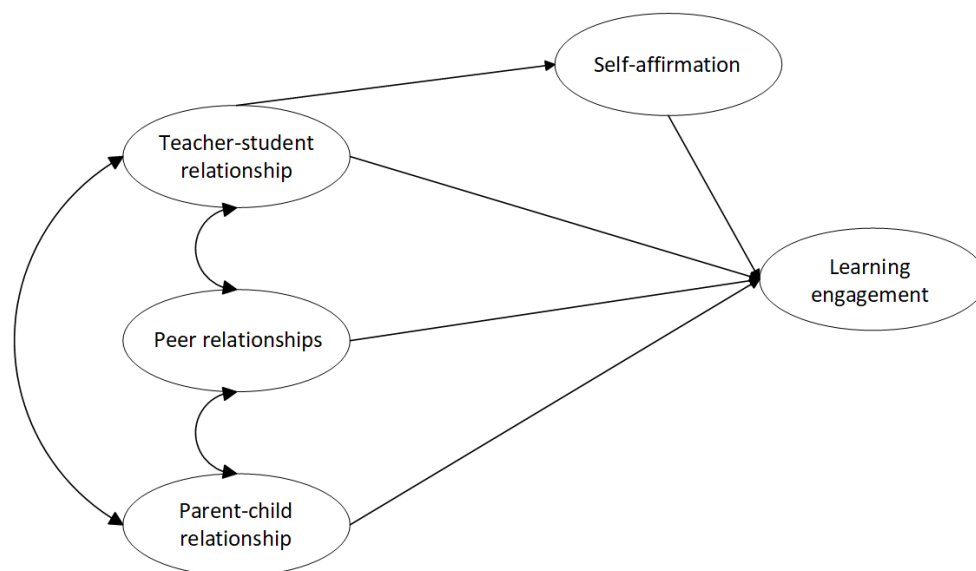 Self-affirmation
Teacher-student
relationship
Learning
engagement
Peer relationships
Parent-child
relationship